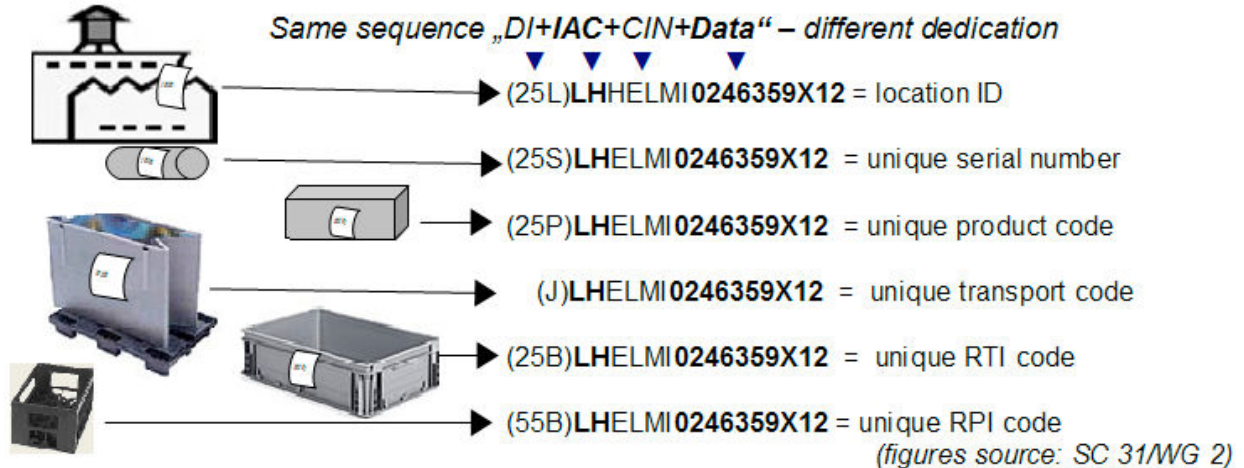 Same sequence „DI+IAC+CIN+Data“ – different dedication
(25L)LHHELMI0246359X12 = location ID
(25S)LHELMI0246359X12 = unique serial number
(25P)LHELMI0246359X12 = unique product code
(J)LHELMI0246359X12 = unique transport code
(25B)LHELMI0246359X12 = unique RTI code
(55B)LHELMI0246359X12 = unique RPI code
(figures source: SC 31/WG 2)